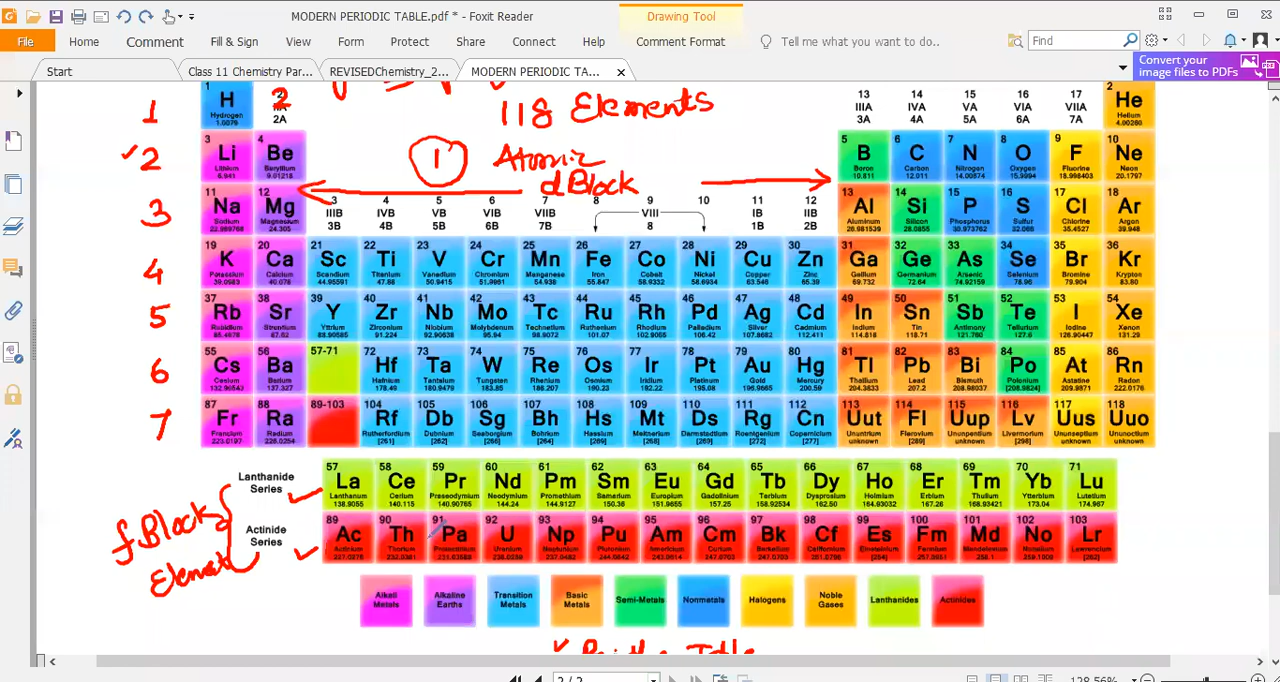 MODERN PERIODIC TABLE.pdf * - Foxit Reader
Drawing Tool
File Home Comment Fill & Sign View Form Protect Share Connect Help Comment Format Tell me what you want to do.. Find
Start Class 11 Chemistry Par... REVISEDChemistry_2... MODERN PERIODIC TA... ×
Convert your
image files to PDFs
118 Elements
1 Atomic
d Block
1 2 3 4 5 6 7
2
2A
13 14 15 16 17
IIIA IVA VA VIA VIIA
3A 4A 5A 6A 7A
1 H Hydrogen 1.0079
2 He Helium 4.00260
3 Li Lithium 6.941
4 Be Beryllium 9.01218
5 B Boron 10.811
6 C Carbon 12.011
7 N Nitrogen 14.00674
8 O Oxygen 15.9994
9 F Fluorine 18.998403
10 Ne Neon 20.1797
11 Na Sodium 22.989768
12 Mg Magnesium 24.305
3 4 5 6 7 8 9 10 11 12
IIIB IVB VB VIB VIIB VIII IB IIB
3B 4B 5B 6B 7B 8 1B 2B
13 Al Aluminum 26.981539
14 Si Silicon 28.0855
15 P Phosphorus 30.973762
16 S Sulfur 32.066
17 Cl Chlorine 35.4527
18 Ar Argon 39.948
19 K Potassium 39.0983
20 Ca Calcium 40.078
21 Sc Scandium 44.95591
22 Ti Titanium 47.88
23 V Vanadium 50.9415
24 Cr Chromium 51.9961
25 Mn Manganese 54.938
26 Fe Iron 55.847
27 Co Cobalt 58.9332
28 Ni Nickel 58.6934
29 Cu Copper 63.546
30 Zn Zinc 65.39
31 Ga Gallium 69.732
32 Ge Germanium 72.64
33 As Arsenic 74.92159
34 Se Selenium 78.96
35 Br Bromine 79.904
36 Kr Krypton 83.80
37 Rb Rubidium 85.4678
38 Sr Strontium 87.62
39 Y Yttrium 88.90585
40 Zr Zirconium 91.224
41 Nb Niobium 92.90638
42 Mo Molybdenum 95.94
43 Tc Technetium 98.9072
44 Ru Ruthenium 101.07
45 Rh Rhodium 102.9055
46 Pd Palladium 106.42
47 Ag Silver 107.8682
48 Cd Cadmium 112.411
49 In Indium 114.818
50 Sn Tin 118.71
51 Sb Antimony 121.760
52 Te Tellurium 127.6
53 I Iodine 126.90447
54 Xe Xenon 131.29
55 Cs Cesium 132.90543
56 Ba Barium 137.327
57-71
72 Hf Hafnium 178.49
73 Ta Tantalum 180.9479
74 W Tungsten 183.85
75 Re Rhenium 186.207
76 Os Osmium 190.23
77 Ir Iridium 192.22
78 Pt Platinum 195.08
79 Au Gold 196.9665
80 Hg Mercury 200.59
81 Tl Thallium 204.3833
82 Pb Lead 207.2
83 Bi Bismuth 208.98037
84 Po Polonium [208.9824]
85 At Astatine 209.9871
86 Rn Radon 222.0176
87 Fr Francium 223.0197
88 Ra Radium 226.0254
89-103
104 Rf Rutherfordium [261]
105 Db Dubnium [262]
106 Sg Seaborgium [266]
107 Bh Bohrium [264]
108 Hs Hassium [269]
109 Mt Meitnerium [268]
110 Ds Darmstadtium [269]
111 Rg Roentgenium [272]
112 Cn Copernicium [277]
113 Uut Ununtrium unknown
114 Fl Flerovium [289]
115 Uup Ununpentium unknown
116 Lv Livermorium [298]
117 Uus Ununseptium unknown
118 Uuo Ununoctium unknown
Lanthanide
Series
57 La Lanthanum 138.9055
58 Ce Cerium 140.115
59 Pr Praseodymium 140.90765
60 Nd Neodymium 144.24
61 Pm Promethium 144.9127
62 Sm Samarium 150.36
63 Eu Europium 151.9655
64 Gd Gadolinium 157.25
65 Tb Terbium 158.92534
66 Dy Dysprosium 162.50
67 Ho Holmium 164.93032
68 Er Erbium 167.26
69 Tm Thulium 168.93421
70 Yb Ytterbium 173.04
71 Lu Lutetium 174.967
f Block
Element
Actinide
Series
89 Ac Actinium 227.0278
90 Th Thorium 232.0381
91 Pa Protactinium 231.03588
92 U Uranium 238.0289
93 Np Neptunium 237.0482
94 Pu Plutonium 244.0642
95 Am Americium 243.0614
96 Cm Curium 247.0703
97 Bk Berkelium 247.0703
98 Cf Californium 251.0796
99 Es Einsteinium [254]
100 Fm Fermium 257.0951
101 Md Mendelevium 258.1
102 No Nobelium 259.1009
103 Lr Lawrencium [262]
Alkali Metals
Alkaline Earths
Transition Metals
Basic Metals
Semi-Metals
Nonmetals
Halogens
Noble Gases
Lanthanides
Actinides
Table
2 / 2
128.56%